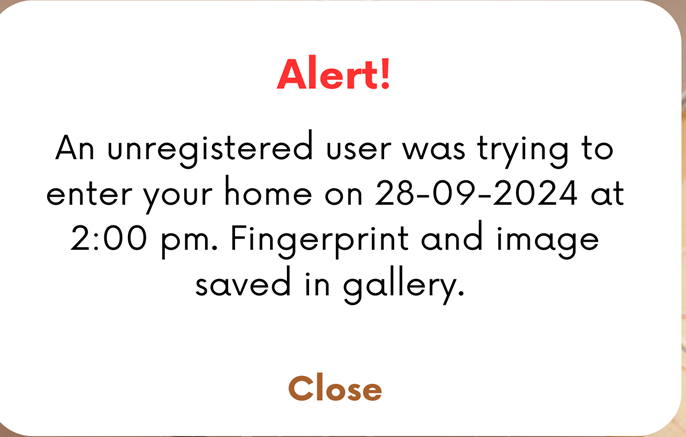 Alert!
An unregistered user was trying to
enter your home on 28-09-2024 at
2:00 pm. Fingerprint and image
saved in gallery.
Close